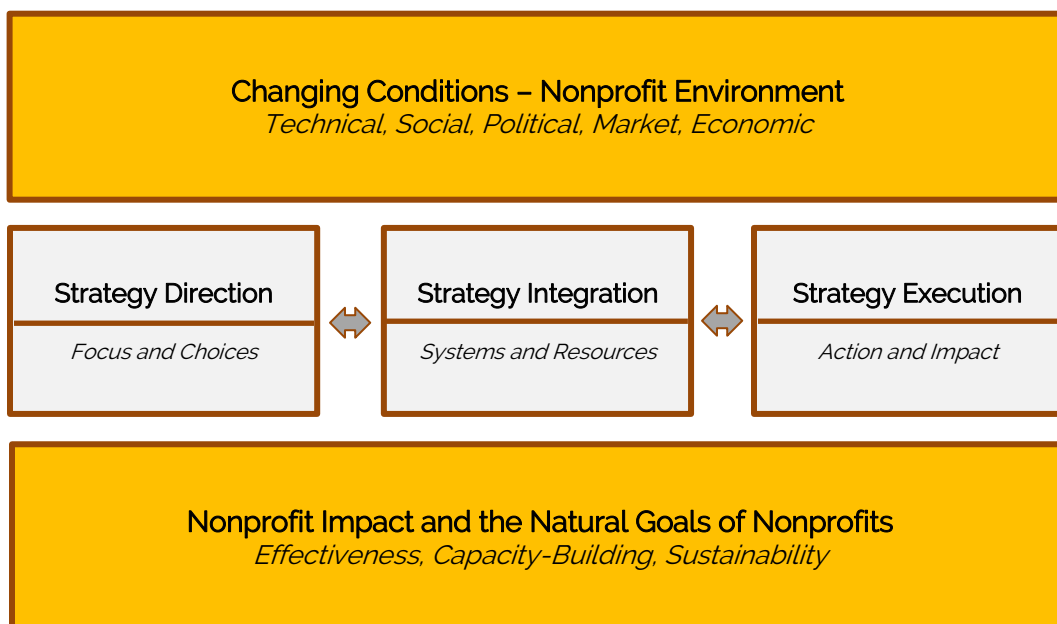 Changing Conditions – Nonprofit Environment
Technical, Social, Political, Market, Economic
Strategy Direction
Focus and Choices
Strategy Integration
Systems and Resources
Strategy Execution
Action and Impact
Nonprofit Impact and the Natural Goals of Nonprofits
Effectiveness, Capacity-Building, Sustainability